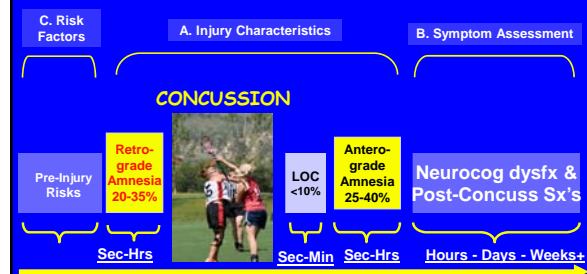 C. Risk
Factors
A. Injury Characteristics
B. Symptom Assessment
CONCUSSION
Pre-Injury
Risks
Retro-
grade
Amnesia
20-35%
LOC
<10%
Antero-
grade
Amnesia
25-40%
Neurocog dysfx &
Post-Concuss Sx's
Sec-Hrs
Sec-Min
Sec-Hrs
Hours - Days - Weeks+